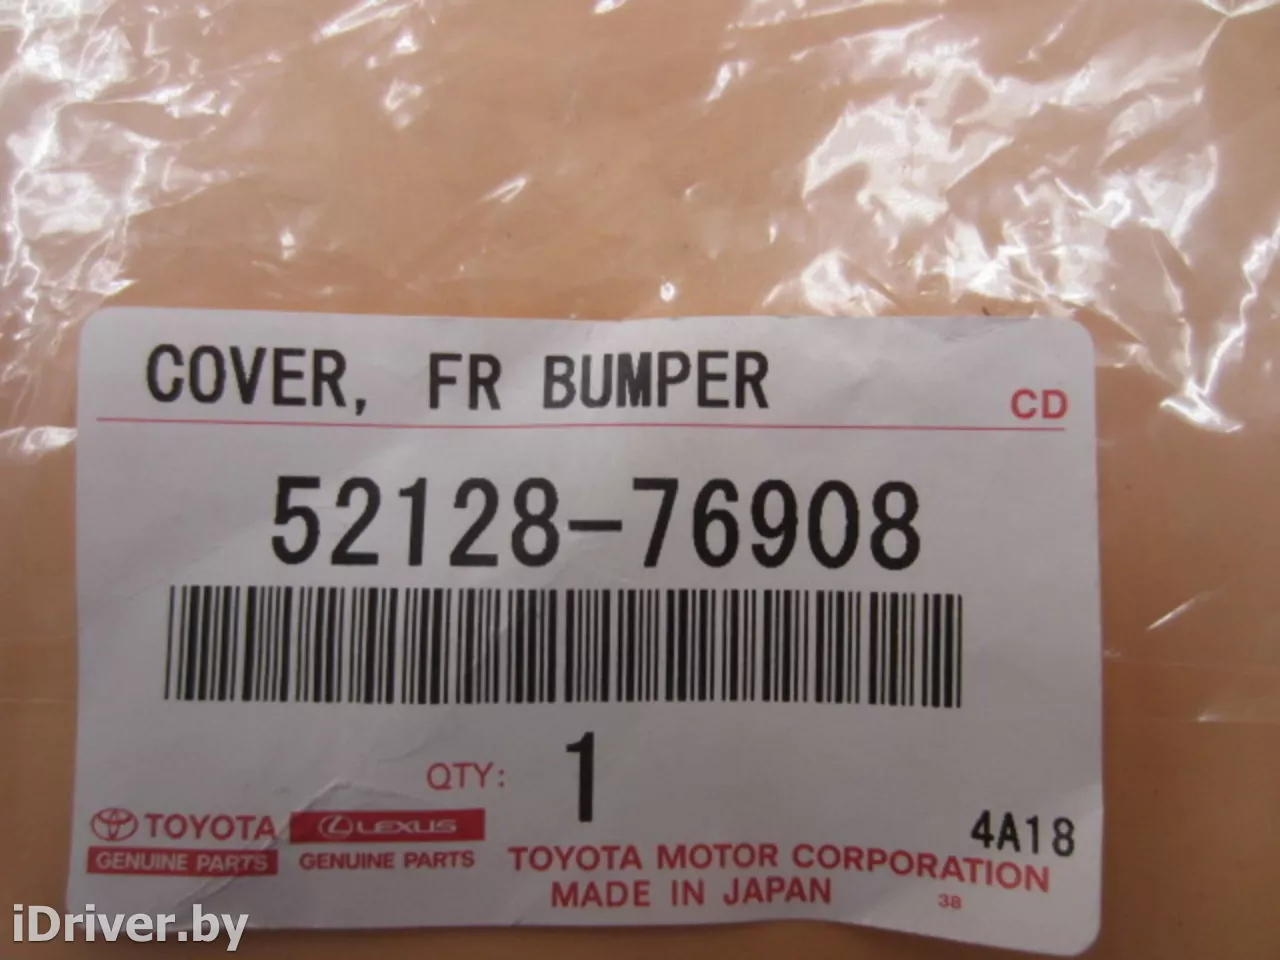 COVER, FR BUMPER
CD
52128-76908
QTY: 1
4A18
TOYOTA LEXUS
GENUINE PARTS GENUINE PARTS
TOYOTA MOTOR CORPORATION
MADE IN JAPAN
38
iDriver.by